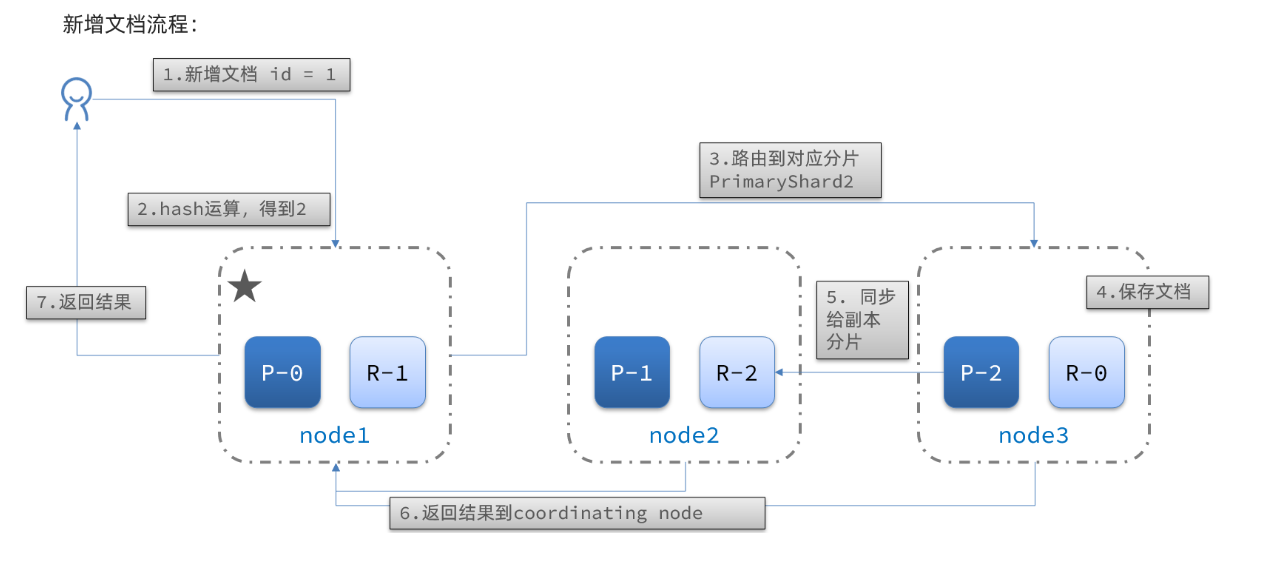 新增文档流程：
1.新增文档 id = 1
3.路由到对应分片
PrimaryShard2
2.hash运算，得到2
7.返回结果
4.保存文档
5. 同步
给副本
分片
P-0
R-1
P-1
R-2
P-2
R-0
node1
node2
node3
6.返回结果到coordinating node